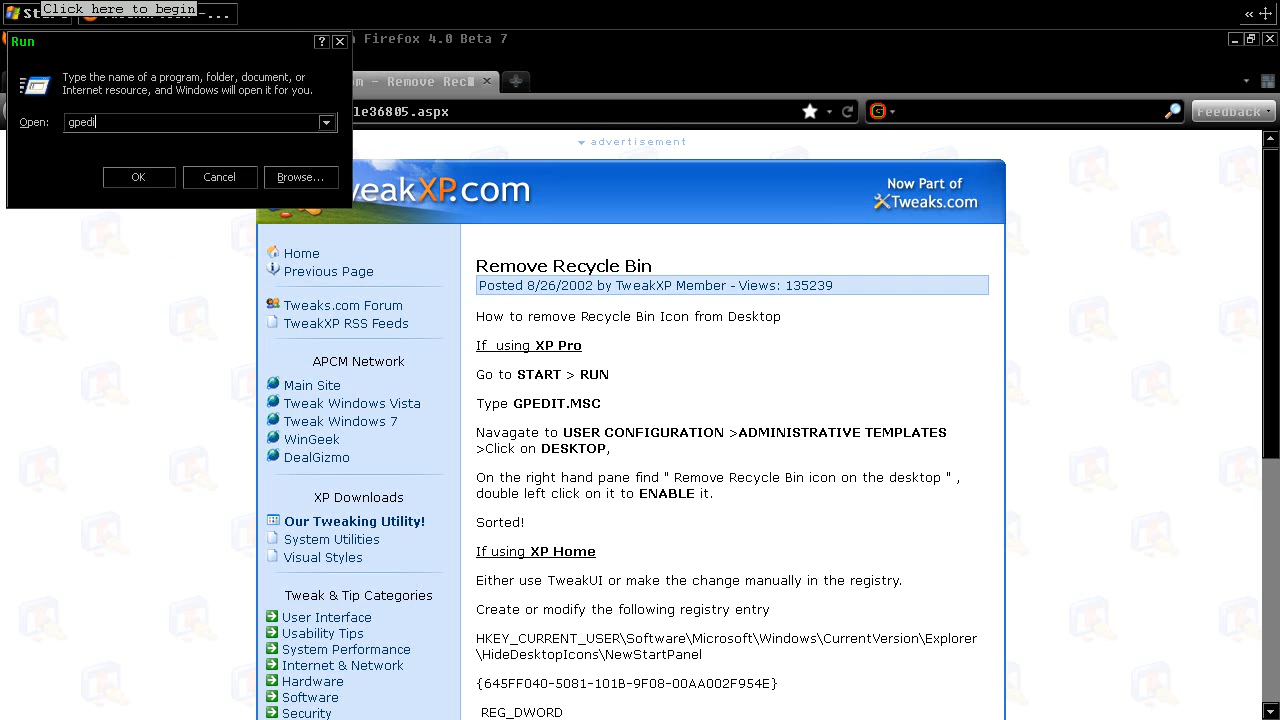 Click here to begin
Run
Firefox 4.0 Beta 7
Type the name of a program, folder, document, or
Internet resource, and Windows will open it for you.
Open:
gpedi
OK
Cancel
Browse...
- Remove Rec
le36805.aspx
Feedback
advertisement
eakXP.com
Now Part of
Tweaks.com
Home
Previous Page
Tweaks.com Forum
TweakXP RSS Feeds
APCM Network
Main Site
Tweak Windows Vista
Tweak Windows 7
WinGeek
DealGizmo
XP Downloads
Our Tweaking Utility!
System Utilities
Visual Styles
Tweak & Tip Categories
User Interface
Usability Tips
System Performance
Internet & Network
Hardware
Software
Security
Remove Recycle Bin
Posted 8/26/2002 by TweakXP Member - Views: 135239
How to remove Recycle Bin Icon from Desktop
If using XP Pro
Go to START > RUN
Type GPEDIT.MSC
Navagate to USER CONFIGURATION >ADMINISTRATIVE TEMPLATES
>Click on DESKTOP,
On the right hand pane find " Remove Recycle Bin icon on the desktop " ,
double left click on it to ENABLE it.
Sorted!
If using XP Home
Either use TweakUI or make the change manually in the registry.
Create or modify the following registry entry
HKEY_CURRENT_USER\Software\Microsoft\Windows\CurrentVersion\Explorer
\HideDesktopIcons\NewStartPanel
{645FF040-5081-101B-9F08-00AA002F954E}
REG_DWORD